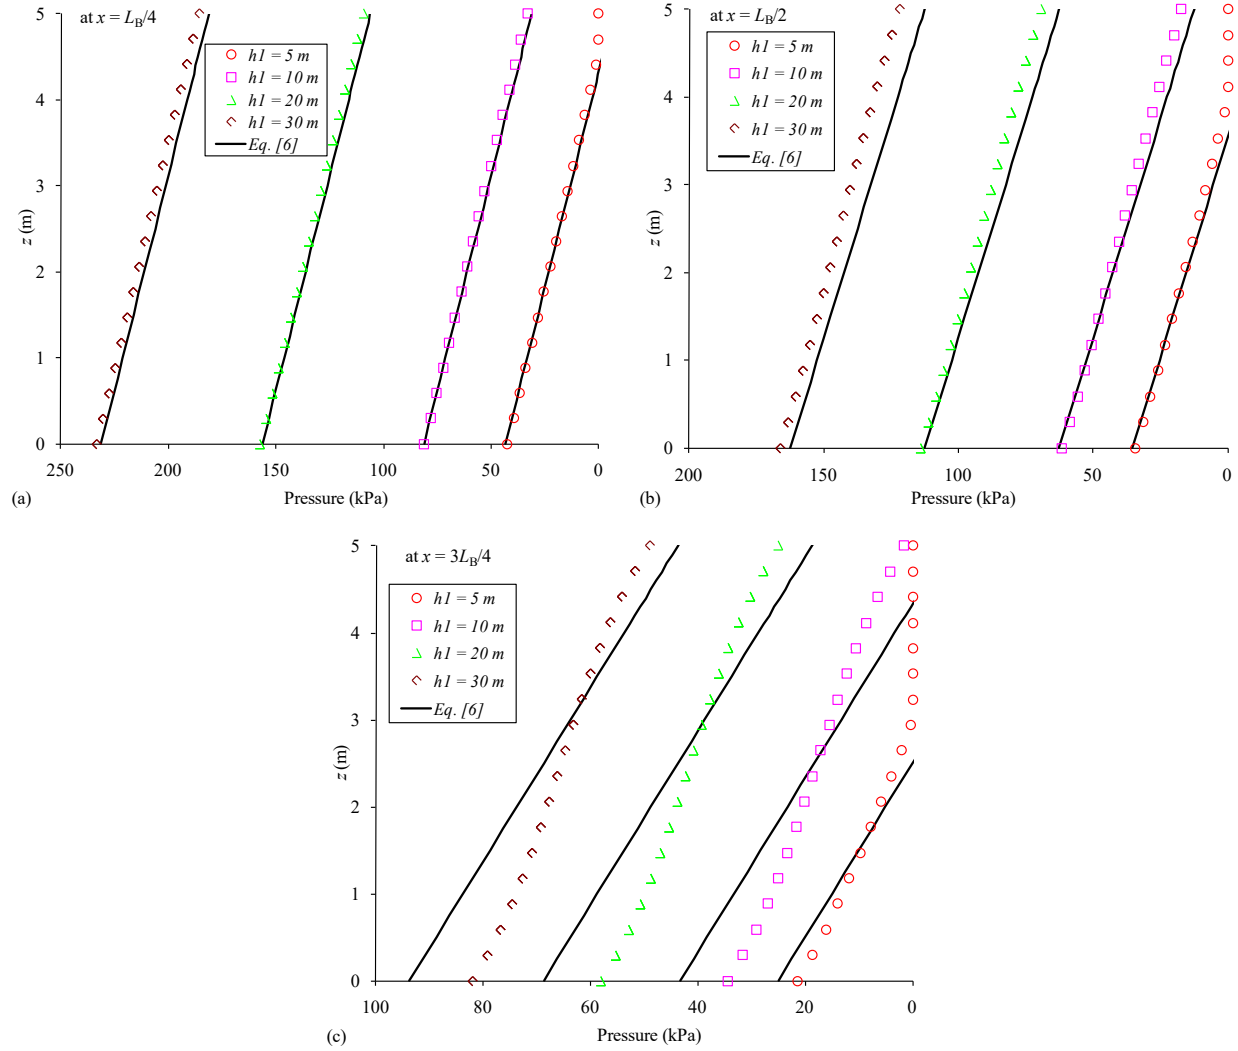 at x = LB/4
h1 = 5 m
h1 = 10 m
h1 = 20 m
h1 = 30 m
Eq. [6]
5
4
3
2
1
0
z (m)
250 200 150 100 50 0
Pressure (kPa)
(a)
at x = LB/2
h1 = 5 m
h1 = 10 m
h1 = 20 m
h1 = 30 m
Eq. [6]
5
4
3
2
1
0
z (m)
200 150 100 50 0
Pressure (kPa)
(b)
at x = 3LB/4
h1 = 5 m
h1 = 10 m
h1 = 20 m
h1 = 30 m
Eq. [6]
5
4
3
2
1
0
z (m)
100 80 60 40 20 0
Pressure (kPa)
(c)